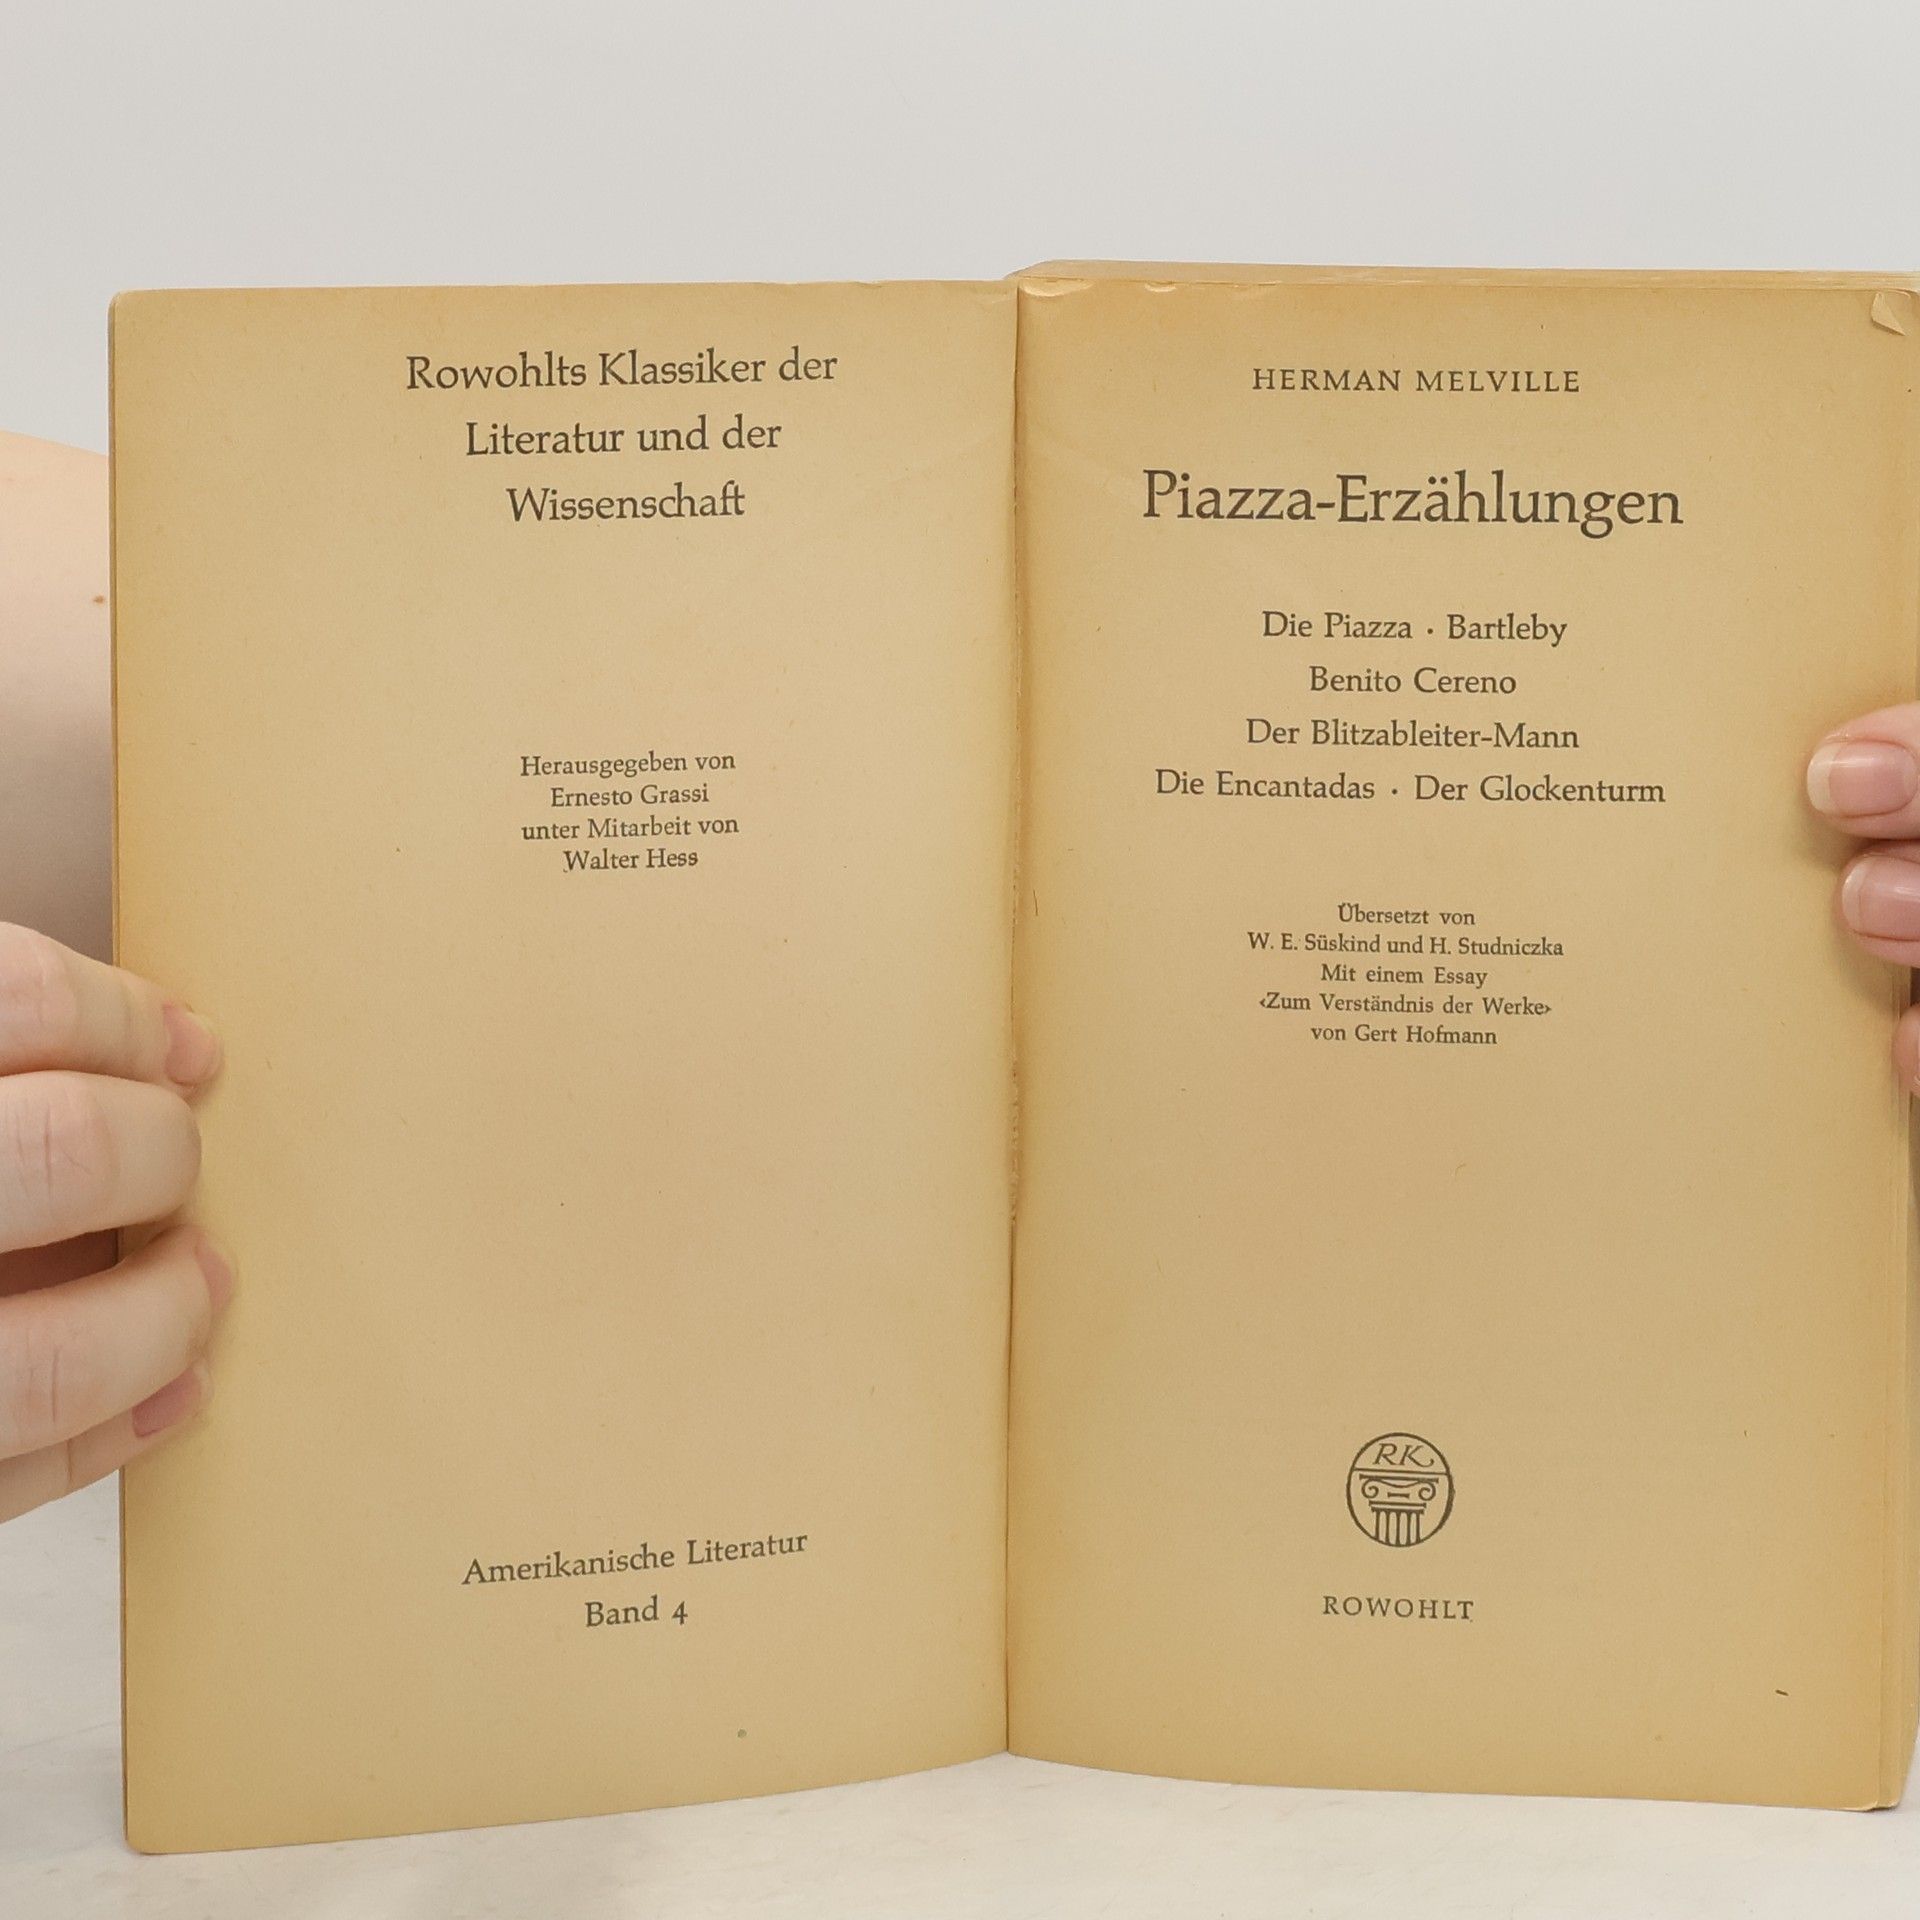 Rowohlts Klassiker der
Literatur und der
Wissenschaft
Herausgegeben von
Ernesto Grassi
unter Mitarbeit von
Walter Hess
Amerikanische Literatur
Band 4
HERMAN MELVILLE
Piazza-Erzählungen
Die Piazza · Bartleby
Benito Cereno
Der Blitzableiter-Mann
Die Encantadas · Der Glockenturm
Übersetzt von
W. E. Süskind und H. Studniczka
Mit einem Essay
‹Zum Verständnis der Werke›
von Gert Hofmann
RK
ROWOHLT